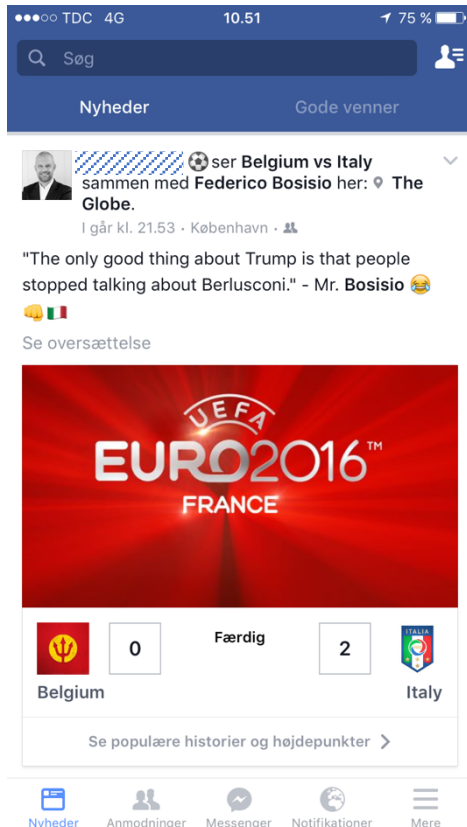 TDC 4G 10.51 75 %
Søg
Nyheder Gode venner
⚽ ser Belgium vs Italy
sammen med Federico Bosisio her: The
Globe.
I går kl. 21.53 · København ·
"The only good thing about Trump is that people
stopped talking about Berlusconi." - Mr. Bosisio 😂
👊🇮🇹
Se oversættelse
UEFA
EURO2016™
FRANCE
0 Færdig 2
ITALIA
Belgium Italy
Se populære historier og højdepunkter
Nyheder Anmodninger Messenger Notifikationer Mere